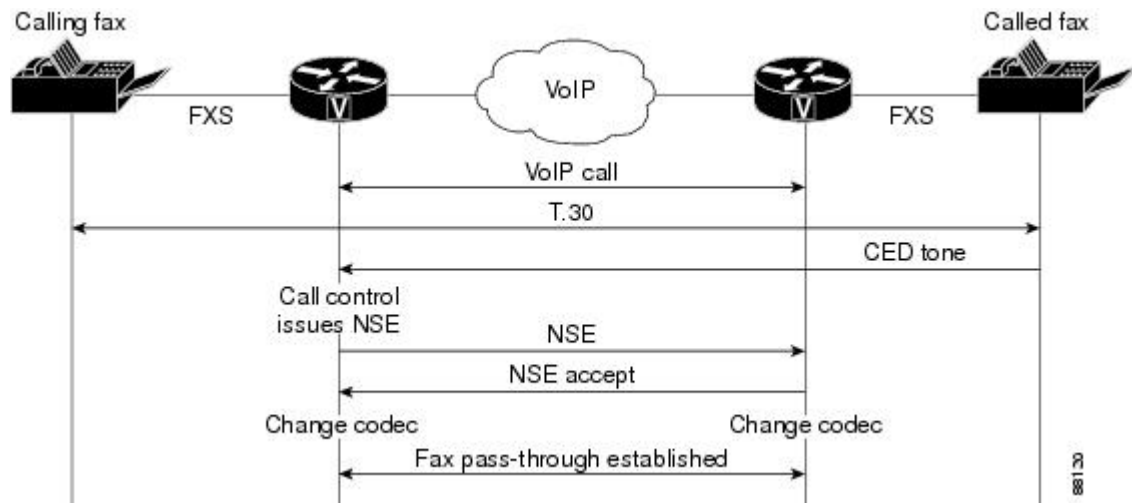 Calling fax
Called fax
VoIP
FXS
V
V
FXS
VoIP call
T.30
CED tone
Call control
issues NSE
NSE
NSE accept
Change codec
Change codec
Fax pass-through established
88130